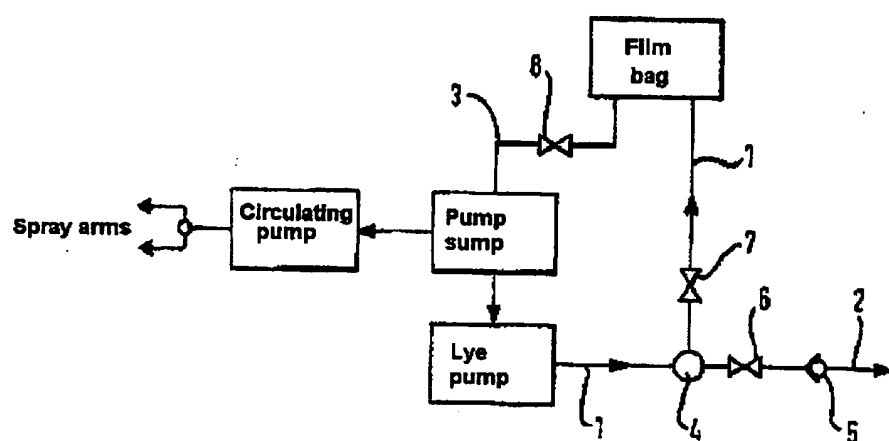 Film
bag
8
3
1
Circulating
pump
Pump
sump
Spray arms
7
6
2
Lye
pump
1
4
5